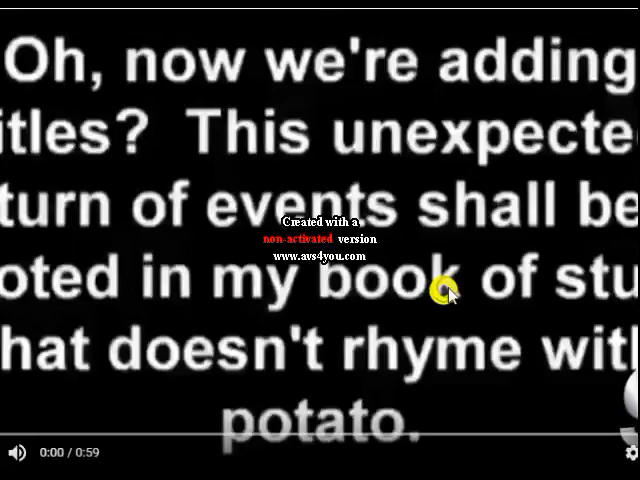 Oh, now we're adding
itles? This unexpecte
turn of events shall be
oted in my book of stu
hat doesn't rhyme wit
potato.
Created with a
non-activated version
www.avs4you.com
0:00 / 0:59